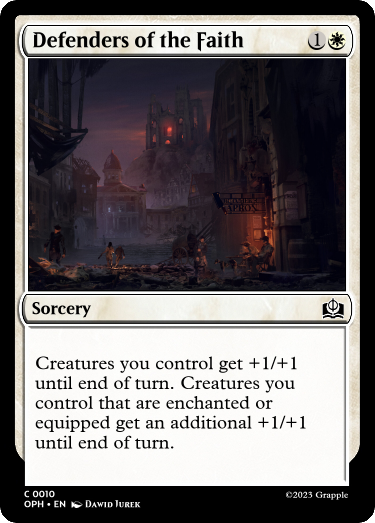 Defenders of the Faith 1
Sorcery
Creatures you control get +1/+1
until end of turn. Creatures you
control that are enchanted or
equipped get an additional +1/+1
until end of turn.
C 0010
OPH • EN Dawid Jurek
©2023 Grapple